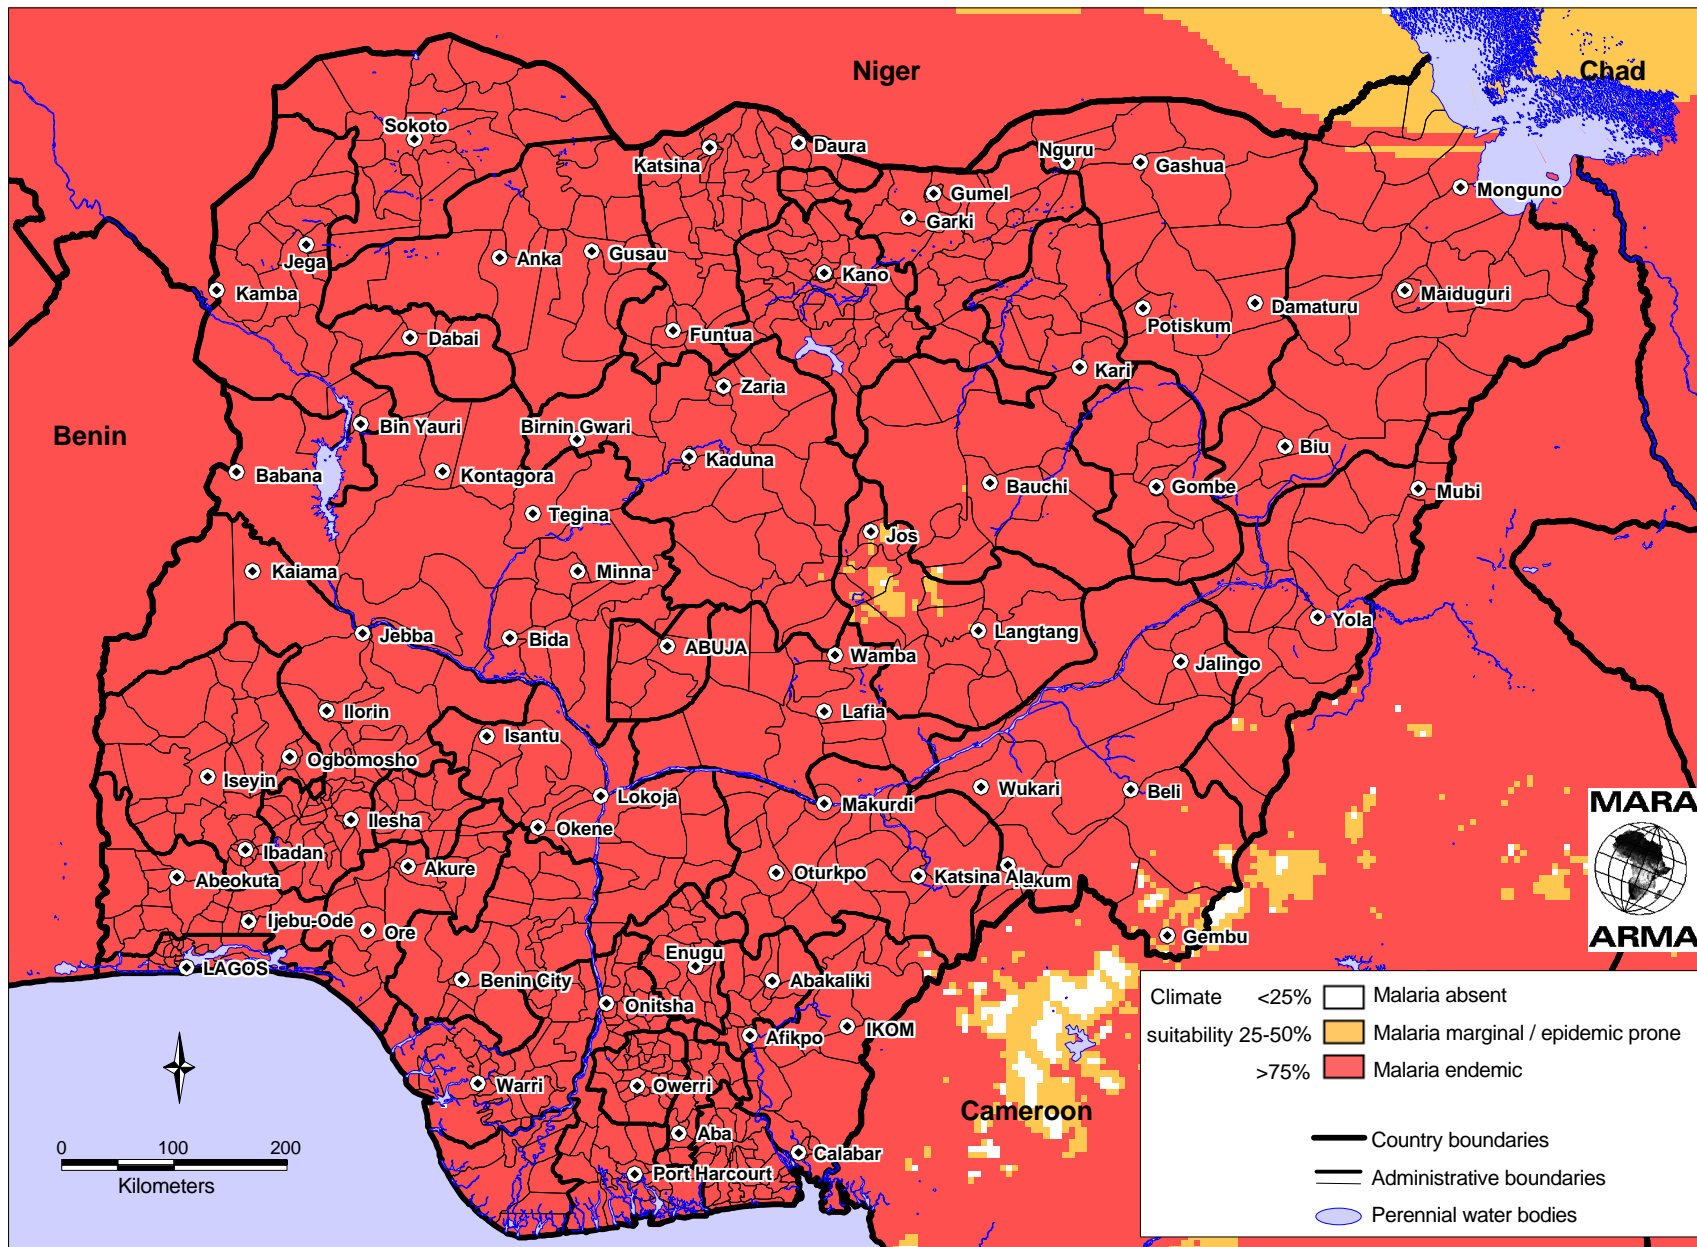 Niger
Chad
Sokoto
Katsina
Daura
Nguru
Gashua
Gumel
Garki
Monguno
Jega
Anka
Gusau
Kano
Kamba
Maiduguri
Damaturu
Potiskum
Dabai
Funtua
Kari
Zaria
Benin
Bin Yauri
Birnin Gwari
Biu
Babana
Kontagora
Kaduna
Bauchi
Gombe
Mubi
Tegina
Jos
Kaiama
Minna
Jebba
Bida
ABUJA
Wamba
Langtang
Yola
Jalingo
Ilorin
Isantu
Lafia
Ogbomosho
Iseyin
Lokoja
Makurdi
Wukari
Beli
Ilesha
Okene
Ibadan
Akure
Oturkpo
Katsina Ala
Abeokuta
Ijebu-Ode
Ore
Gembu
LAGOS
Enugu
Benin City
Abakaliki
Onitsha
IKOM
Afikpo
Warri
Owerri
Cameroon
Aba
Calabar
Port Harcourt
0 100 200
Kilometers
MARA
ARMA
Climate <25% Malaria absent
suitability 25-50% Malaria marginal / epidemic prone
>75% Malaria endemic
Country boundaries
Administrative boundaries
Perennial water bodies